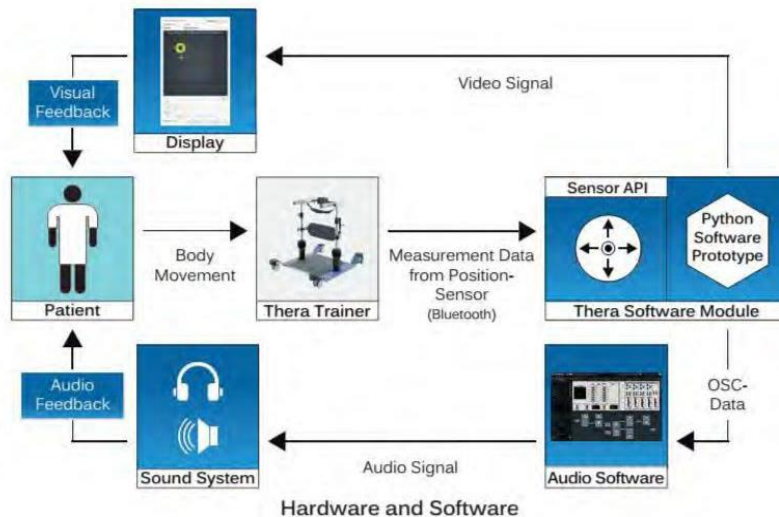 Video Signal
Visual
Feedback
Display
Sensor API
Python
Software
Prototype
Body
Movement
Measurement Data
from Position-
Sensor
(Bluetooth)
Patient
Thera Trainer
Thera Software Module
Audio
Feedback
OSC-
Data
Audio Signal
Sound System
Audio Software
Hardware and Software